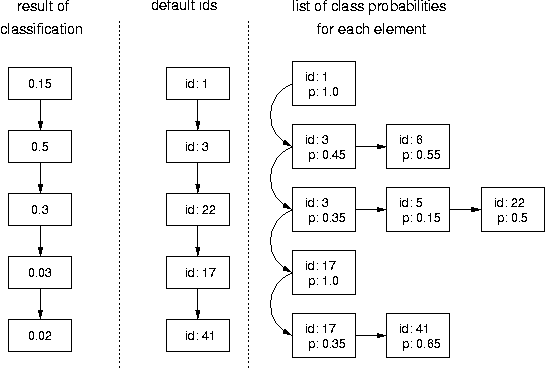 result of
classification
default ids
list of class probabilities
for each element
0.15
0.5
0.3
0.03
0.02
id: 1
id: 3
id: 22
id: 17
id: 41
id: 1
p: 1.0
id: 3
p: 0.45
id: 6
p: 0.55
id: 3
p: 0.35
id: 5
p: 0.15
id: 22
p: 0.5
id: 17
p: 1.0
id: 17
p: 0.35
id: 41
p: 0.65